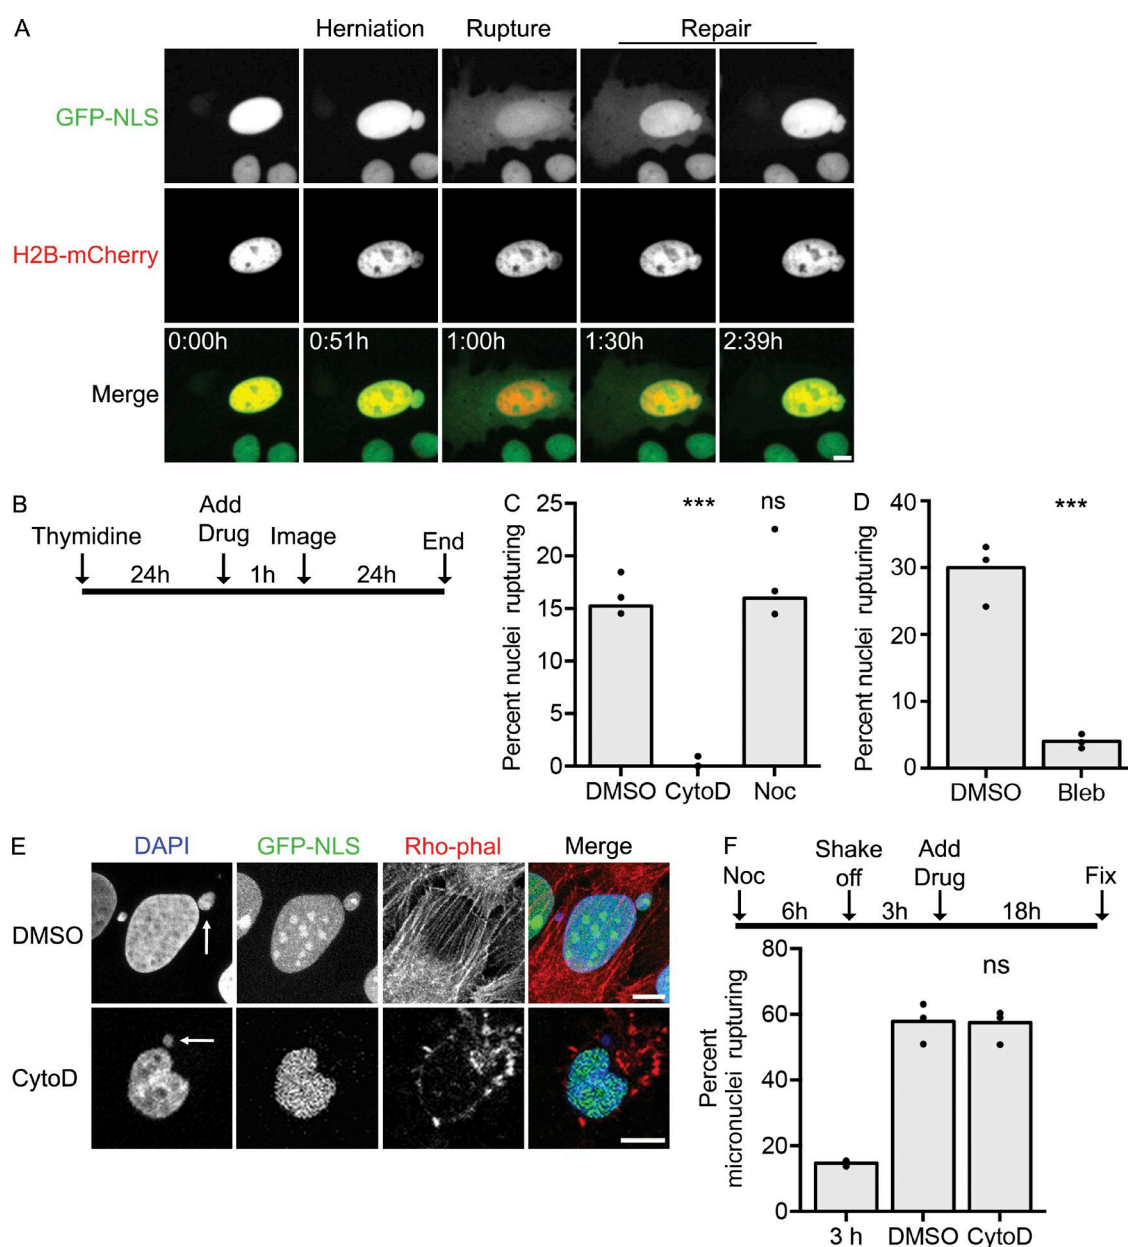 A
Herniation Rupture Repair
GFP-NLS
H2B-mCherry
Merge
0:00h 0:51h 1:00h 1:30h 2:39h
B
Thymidine
Add
Drug
Image
End
24h 1h 24h
C
Percent nuclei rupturing
25
20
15
10
5
0
*** ns
DMSO CytoD Noc
D
Percent nuclei rupturing
40
30
20
10
0
***
DMSO Bleb
E
DAPI GFP-NLS Rho-phal Merge
DMSO
CytoD
F
Noc
Shake
off
Add
Drug
Fix
6h 3h 18h
Percent
micronuclei rupturing
80
60
40
20
0
ns
3 h DMSO CytoD